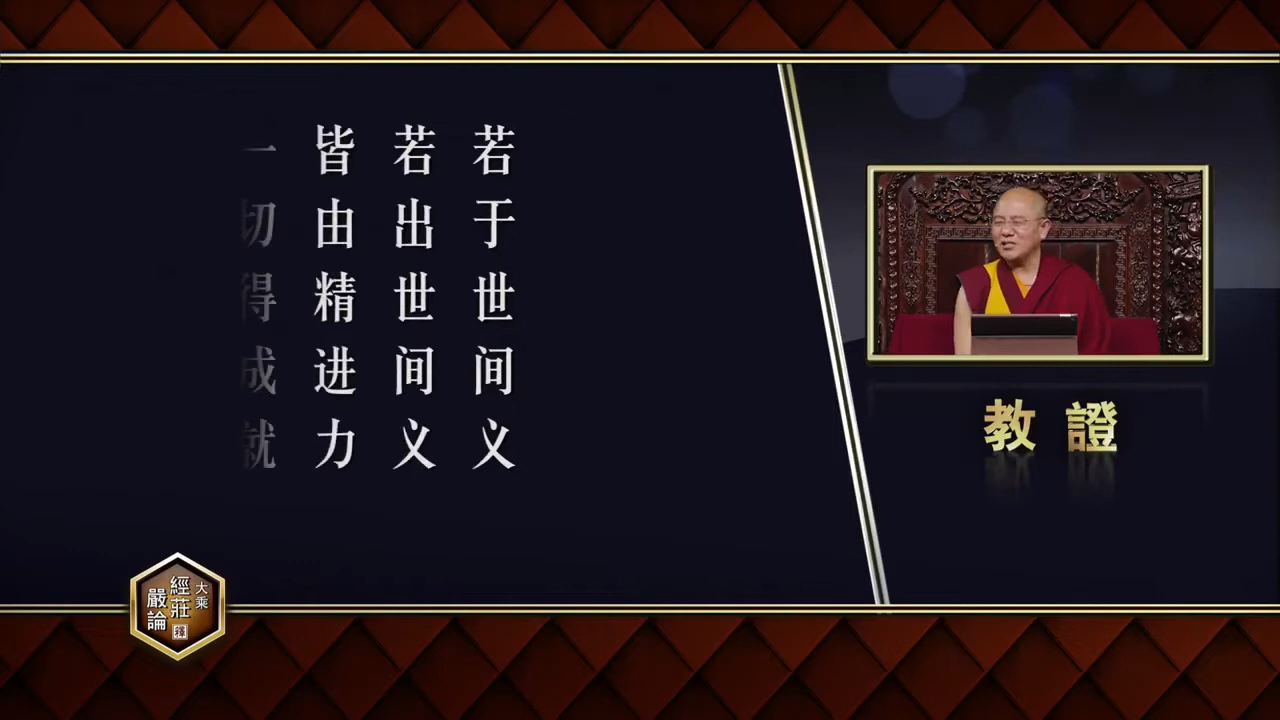 若于世间义
若出世间义
皆由精进力
一切得成就
教證
大乘
經莊
嚴論